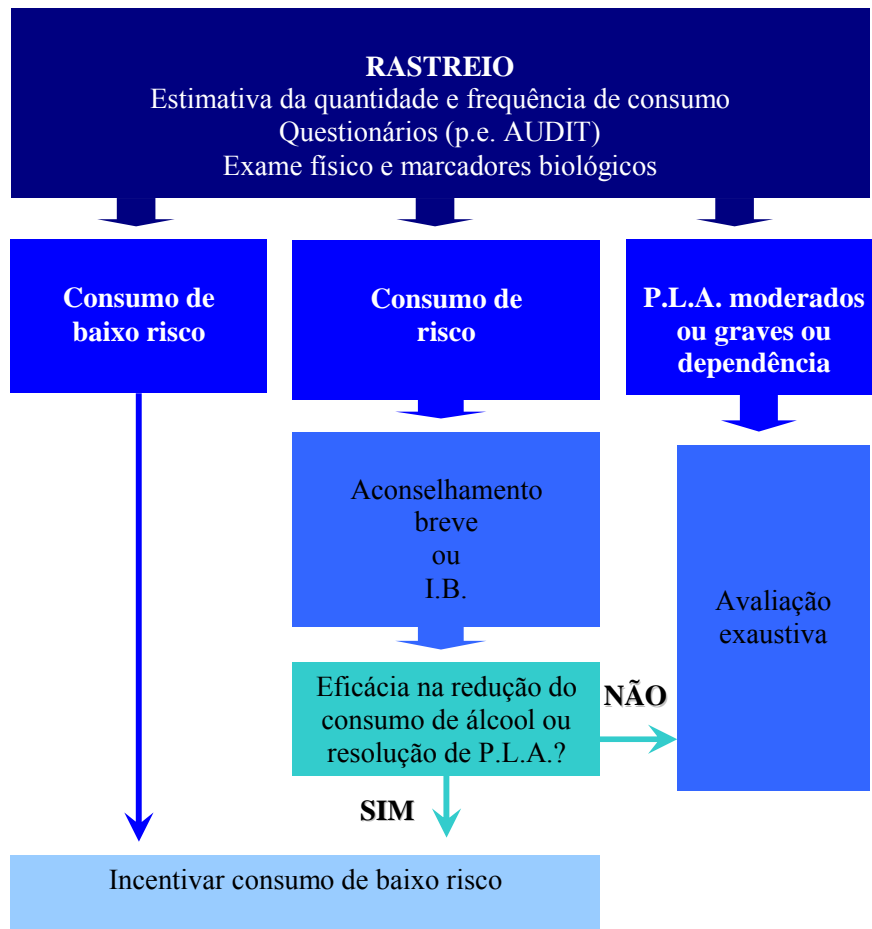 RASTREIO
Estimativa da quantidade e frequência de consumo
Questionários (p.e. AUDIT)
Exame físico e marcadores biológicos
Consumo de
baixo risco
Consumo de
risco
P.L.A. moderados
ou graves ou
dependência
Aconselhamento
breve
ou
I.B.
Avaliação
exaustiva
Eficácia na redução do
consumo de álcool ou
resolução de P.L.A.?
NÃO
SIM
Incentivar consumo de baixo risco